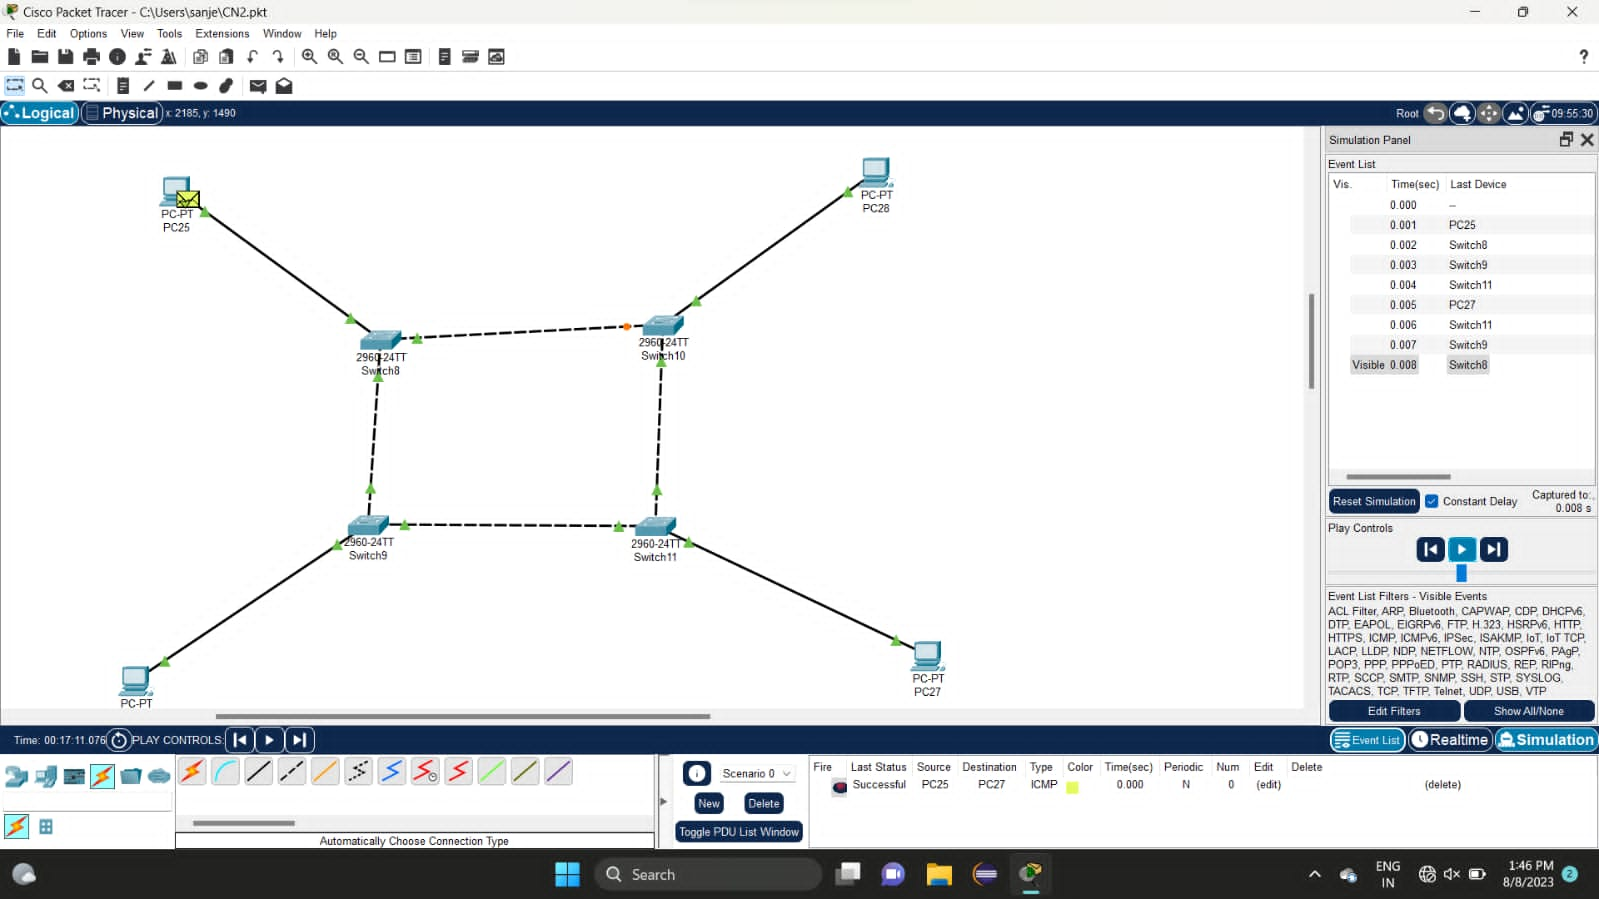 Cisco Packet Tracer - C:\Users\sanje\CN2.pkt
File Edit Options View Tools Extensions Window Help
?
Logical Physical x: 2185, y: 1490 Root 09:55:30
PC-PT
PC25
PC-PT
PC28
2960-24TT
Switch8
2960-24TT
Switch10
2960-24TT
Switch9
2960-24TT
Switch11
PC-PT
PC-PT
PC27
Simulation Panel
Event List
Vis. Time(sec) Last Device
0.000 --
0.001 PC25
0.002 Switch8
0.003 Switch9
0.004 Switch11
0.005 PC27
0.006 Switch11
0.007 Switch9
Visible 0.008 Switch8
Reset Simulation Constant Delay Captured to:
0.008 s
Play Controls
Event List Filters - Visible Events
ACL Filter, ARP, Bluetooth, CAPWAP, CDP, DHCPv6,
DTP, EAPOL, EIGRPv6, FTP, H.323, HSRPv6, HTTP,
HTTPS, ICMP, ICMPv6, IPSec, ISAKMP, IoT, IoT TCP,
LACP, LLDP, NDP, NETFLOW, NTP, OSPFv6, PAgP,
POP3, PPP, PPPoED, PTP, RADIUS, REP, RIPng,
RTP, SCCP, SMTP, SNMP, SSH, STP, SYSLOG,
TACACS, TCP, TFTP, Telnet, UDP, USB, VTP
Edit Filters Show All/None
Time: 00:17:11.076 PLAY CONTROLS: Event List Realtime Simulation
Automatically Choose Connection Type
Scenario 0
New Delete
Toggle PDU List Window
Fire Last Status Source Destination Type Color Time(sec) Periodic Num Edit Delete
Successful PC25 PC27 ICMP 0.000 N 0 (edit) (delete)
Search
ENG
IN
1:46 PM
8/8/2023
2